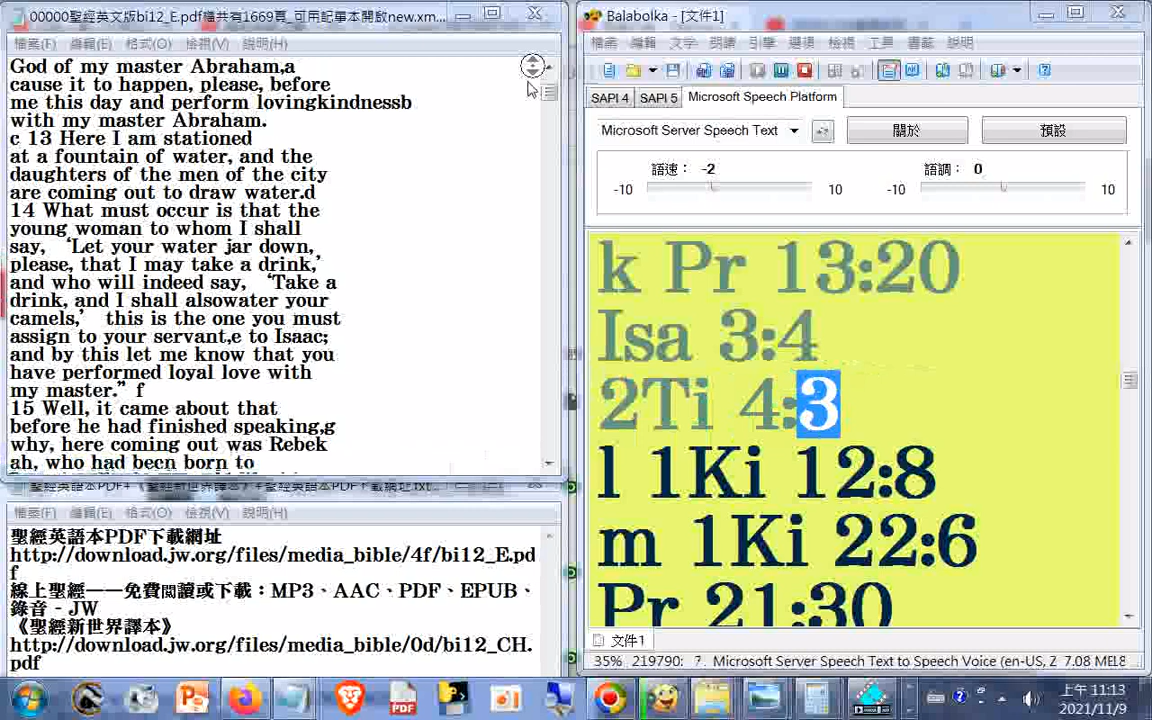 00000聖經英文版bi12_E.pdf檔共有1669頁_可用記事本開啟new.xm...
檔案(F) 編輯(E) 格式(O) 檢視(V) 說明(H)
God of my master Abraham,a
cause it to happen, please, before
me this day and perform lovingkindnessb
with my master Abraham.
c 13 Here I am stationed
at a fountain of water, and the
daughters of the men of the city
are coming out to draw water.d
14 What must occur is that the
young woman to whom I shall
say, ‘Let your water jar down,
please, that I may take a drink,’
and who will indeed say, ‘Take a
drink, and I shall alsowater your
camels,’ this is the one you must
assign to your servant,e to Isaac;
and by this let me know that you
have performed loyal love with
my master.” f
15 Well, it came about that
before he had finished speaking,g
why, here coming out was Rebek
ah, who had been born to
檔案(F) 編輯(E) 格式(O) 檢視(V) 說明(H)
聖經英語本PDF下載網址
http://download.jw.org/files/media_bible/4f/bi12_E.pd
f
線上聖經——免費閱讀或下載：MP3、AAC、PDF、EPUB、
錄音 - JW
《聖經新世界譯本》
http://download.jw.org/files/media_bible/0d/bi12_CH.
pdf
Balabolka - [文件1]
檔案 編輯 文字 朗讀 引擎 選項 檢視 工具 書籤 說明
SAPI 4 SAPI 5 Microsoft Speech Platform
Microsoft Server Speech Text 關於 預設
語速： -2 語調： 0
-10 10 -10 10
k Pr 13:20
Isa 3:4
2Ti 4:3
l 1Ki 12:8
m 1Ki 22:6
Pr 21:30
文件1
35% 219790: ?. Microsoft Server Speech Text to Speech Voice (en-US, Z 7.08 MEL8
PDF
上午 11:13
2021/11/9